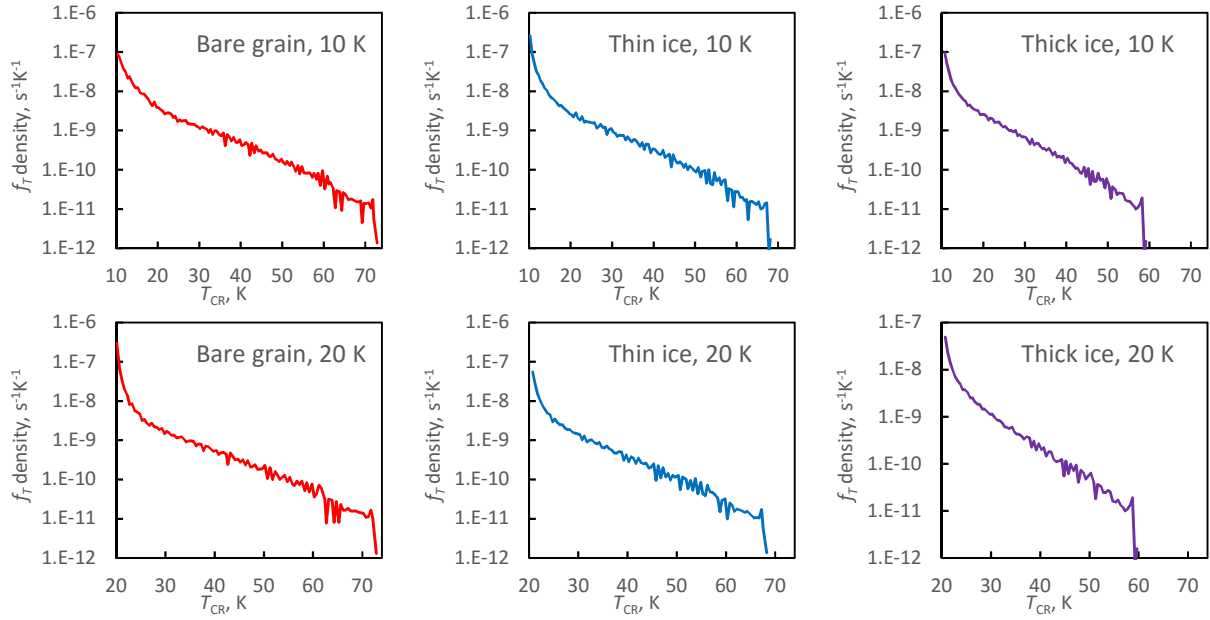 Bare grain, 10 K
f_T density, s⁻¹K⁻¹
1.E-6
1.E-7
1.E-8
1.E-9
1.E-10
1.E-11
1.E-12
10 20 30 40 50 60 70
T_CR, K
Thin ice, 10 K
f_T density, s⁻¹K⁻¹
1.E-6
1.E-7
1.E-8
1.E-9
1.E-10
1.E-11
1.E-12
10 20 30 40 50 60 70
T_CR, K
Thick ice, 10 K
f_T density, s⁻¹K⁻¹
1.E-6
1.E-7
1.E-8
1.E-9
1.E-10
1.E-11
1.E-12
10 20 30 40 50 60 70
T_CR, K
Bare grain, 20 K
f_T density, s⁻¹K⁻¹
1.E-6
1.E-7
1.E-8
1.E-9
1.E-10
1.E-11
1.E-12
20 30 40 50 60 70
T_CR, K
Thin ice, 20 K
f_T density, s⁻¹K⁻¹
1.E-6
1.E-7
1.E-8
1.E-9
1.E-10
1.E-11
1.E-12
20 30 40 50 60 70
T_CR, K
Thick ice, 20 K
f_T density, s⁻¹K⁻¹
1.E-7
1.E-8
1.E-9
1.E-10
1.E-11
1.E-12
20 30 40 50 60 70
T_CR, K